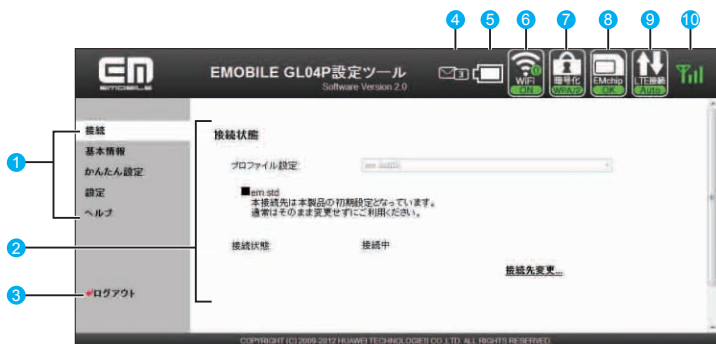 4 5 6 7 8 9 10
EM
EMOBILE
EMOBILE GL04P設定ツール
Software Version 2.0
3
WiFi
ON
暗号化
WPA/2
EMchip
OK
LTE接続
Auto
1
接続
基本情報
かんたん設定
設定
ヘルプ
2
3
ログアウト
接続状態
プロファイル設定
■em.std
本接続先は本製品の初期設定となっています。
通常はそのまま変更せずにご利用ください。
接続状態 接続中
接続先変更...
COPYRIGHT (C) 2009-2012 HUAWEI TECHNOLOGIES CO.,LTD. ALL RIGHTS RESERVED.